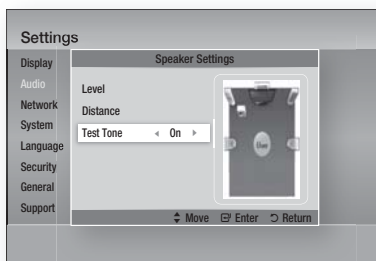 Settings
Display
Audio
Network
System
Language
Security
General
Support
Speaker Settings
Level
Distance
Test Tone ◂ On ▸
Move Enter Return